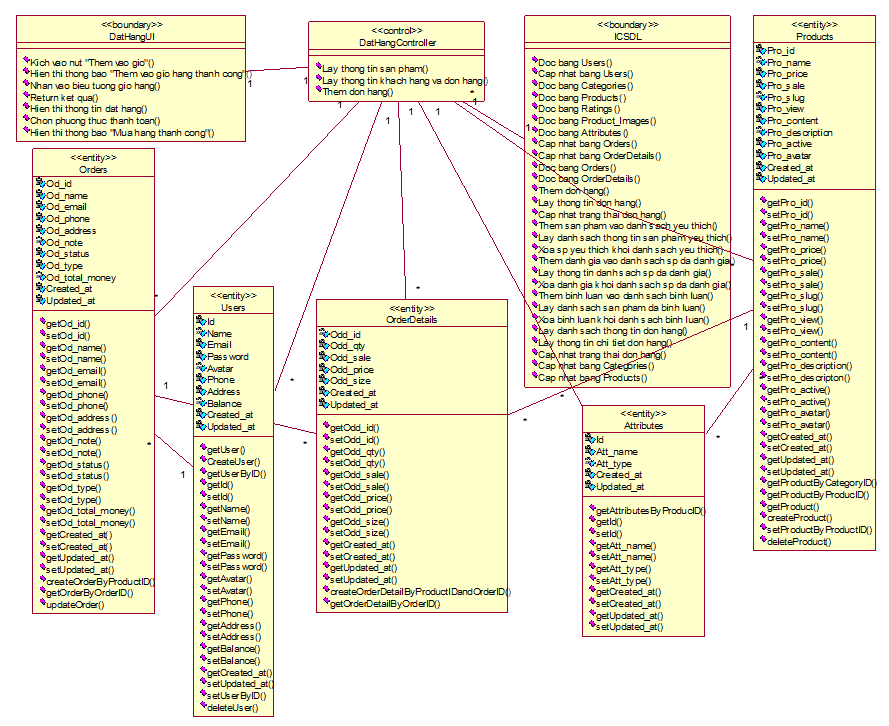 <<boundary>>
DatHangUI
Kich vao nut "Them vao gio"()
Hien thi thong bao "Them vao gio hang thanh cong"()
Nhan vao bieu tuong gio hang()
Return ket qua()
Hien thi thong tin dat hang()
Chon phuong thuc thanh toan()
Hien thi thong bao "Mua hang thanh cong"()
1
<<control>>
DatHangController
Lay thong tin san pham()
Lay thong tin khach hang va don hang()
Them don hang()
1
1
1
1
1
*
1
<<boundary>>
ICSDL
Doc bang Users()
Cap nhat bang Users()
Doc bang Categories()
Doc bang Products()
Doc bang Ratings()
Doc bang Product_Images()
Doc bang Attributes()
Cap nhat bang Orders()
Cap nhat bang OrderDetails()
Doc bang Orders()
Doc bang OrderDetails()
Them don hang()
Lay thong tin don hang()
Cap nhat trang thai don hang()
Them san pham vao danh sach yeu thich()
Lay danh sach thong tin san pham yeu thich()
Xoa sp yeu thich khoi danh sach yeu thich()
Them danh gia vao danh sach sp da danh gia()
Lay thong tin danh sach sp da danh gia()
Xoa danh gia k hoi danh sach sp da danh gia()
Them binh luan vao danh sach binh luan()
Lay danh sach san pham da binh luan()
Xoa binh luan k hoi danh sach binh luan()
Lay danh sach thong tin don hang()
Lay thong tin chi tiet don hang()
Cap nhat trang thai don hang()
Cap nhat bang Categories()
Cap nhat bang Products()
1
*
<<entity>>
Products
Pro_id
Pro_name
Pro_price
Pro_sale
Pro_slug
Pro_view
Pro_content
Pro_description
Pro_active
Pro_avatar
Created_at
Updated_at
getPro_id()
setPro_id()
getPro_name()
setPro_name()
getPro_price()
setPro_price()
getPro_sale()
setPro_sale()
getPro_slug()
setPro_slug()
getPro_view()
setPro_view()
getPro_content()
setPro_content()
getPro_description()
setPro_descripton()
getPro_active()
setPro_active()
getPro_avatar()
setPro_avatar()
getCreated_at()
setCreated_at()
getUpdated_at()
setUpdated_at()
getProductByCategoryID()
getProductByProducID()
getProduct()
createProduct()
setProductByProductID()
deleteProduct()
1
*
<<entity>>
Orders
Od_id
Od_name
Od_email
Od_phone
Od_address
Od_note
Od_status
Od_type
Od_total_money
Created_at
Updated_at
getOd_id()
setOd_id()
getOd_name()
setOd_name()
getOd_email()
setOd_email()
getOd_phone()
setOd_phone()
getOd_address()
setOd_address()
getOd_note()
setOd_note()
getOd_status()
setOd_status()
getOd_type()
setOd_type()
getOd_total_money()
setOd_total_money()
getCreated_at()
setCreated_at()
getUpdated_at()
setUpdated_at()
createOrderByProductID()
getOrderByOrderID()
updateOrder()
*
1
*
1
<<entity>>
Users
Id
Name
Email
Password
Avatar
Phone
Address
Balance
Created_at
Updated_at
getUser()
CreateUser()
getUserByID()
getId()
setId()
getName()
setName()
getEmail()
setEmail()
getPassword()
setPassword()
getAvatar()
setAvatar()
getPhone()
setPhone()
getAddress()
setAddress()
getBalance()
setBalance()
getCreated_at()
setUpdated_at()
setUserByID()
deleteUser()
*
*
*
<<entity>>
OrderDetails
Odd_id
Odd_qty
Odd_sale
Odd_price
Odd_size
Created_at
Updated_at
getOdd_id()
setOdd_id()
getOdd_qty()
setOdd_qty()
getOdd_sale()
setOdd_sale()
getOdd_price()
setOdd_price()
getOdd_size()
setOdd_size()
getCreated_at()
setCreated_at()
getUpdated_at()
setUpdated_at()
createOrderDetailByProductIDandOrderID()
getOrderDetailByOrderID()
*
*
<<entity>>
Attributes
Id
Att_name
Att_type
Created_at
Updated_at
getAttributesByProducID()
getId()
setId()
getAtt_name()
setAtt_name()
getAtt_type()
setAtt_type()
getCreated_at()
setCreated_at()
getUpdated_at()
setUpdated_at()
*